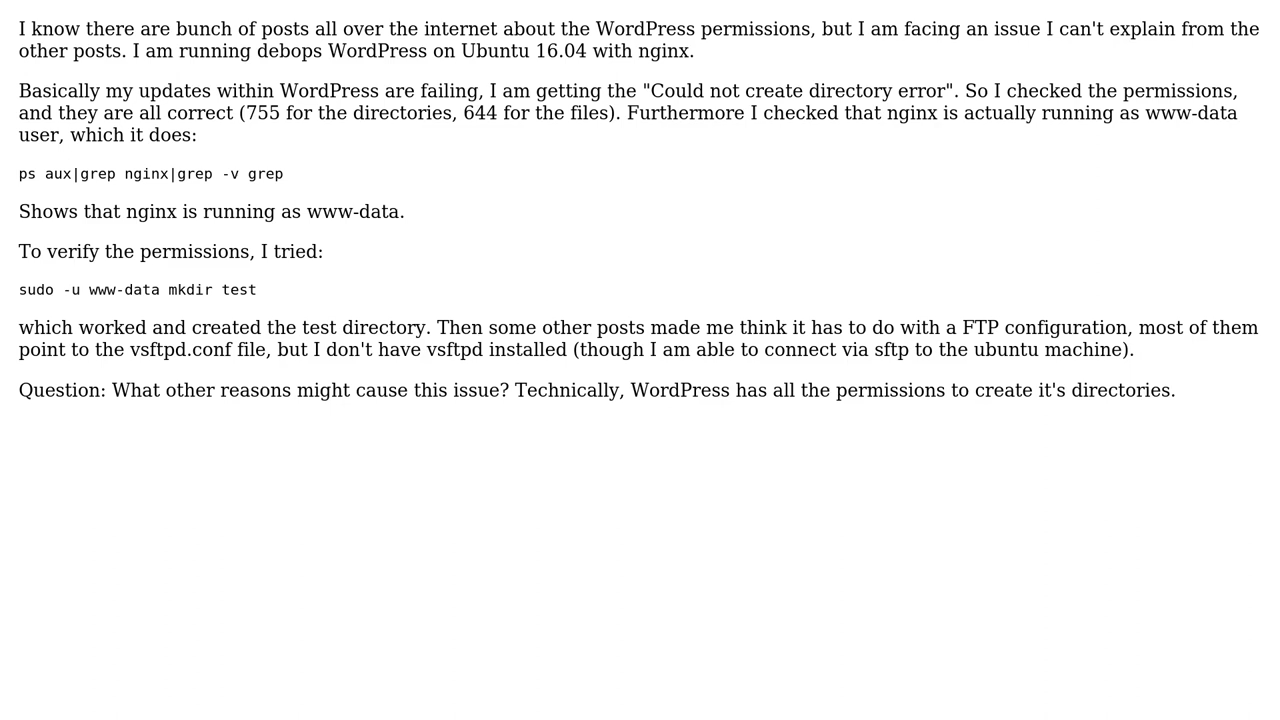 I know there are bunch of posts all over the internet about the WordPress permissions, but I am facing an issue I can't explain from the
other posts. I am running debops WordPress on Ubuntu 16.04 with nginx.
Basically my updates within WordPress are failing, I am getting the "Could not create directory error". So I checked the permissions,
and they are all correct (755 for the directories, 644 for the files). Furthermore I checked that nginx is actually running as www-data
user, which it does:
ps aux|grep nginx|grep -v grep
Shows that nginx is running as www-data.
To verify the permissions, I tried:
sudo -u www-data mkdir test
which worked and created the test directory. Then some other posts made me think it has to do with a FTP configuration, most of them
point to the vsftpd.conf file, but I don't have vsftpd installed (though I am able to connect via sftp to the ubuntu machine).
Question: What other reasons might cause this issue? Technically, WordPress has all the permissions to create it's directories.